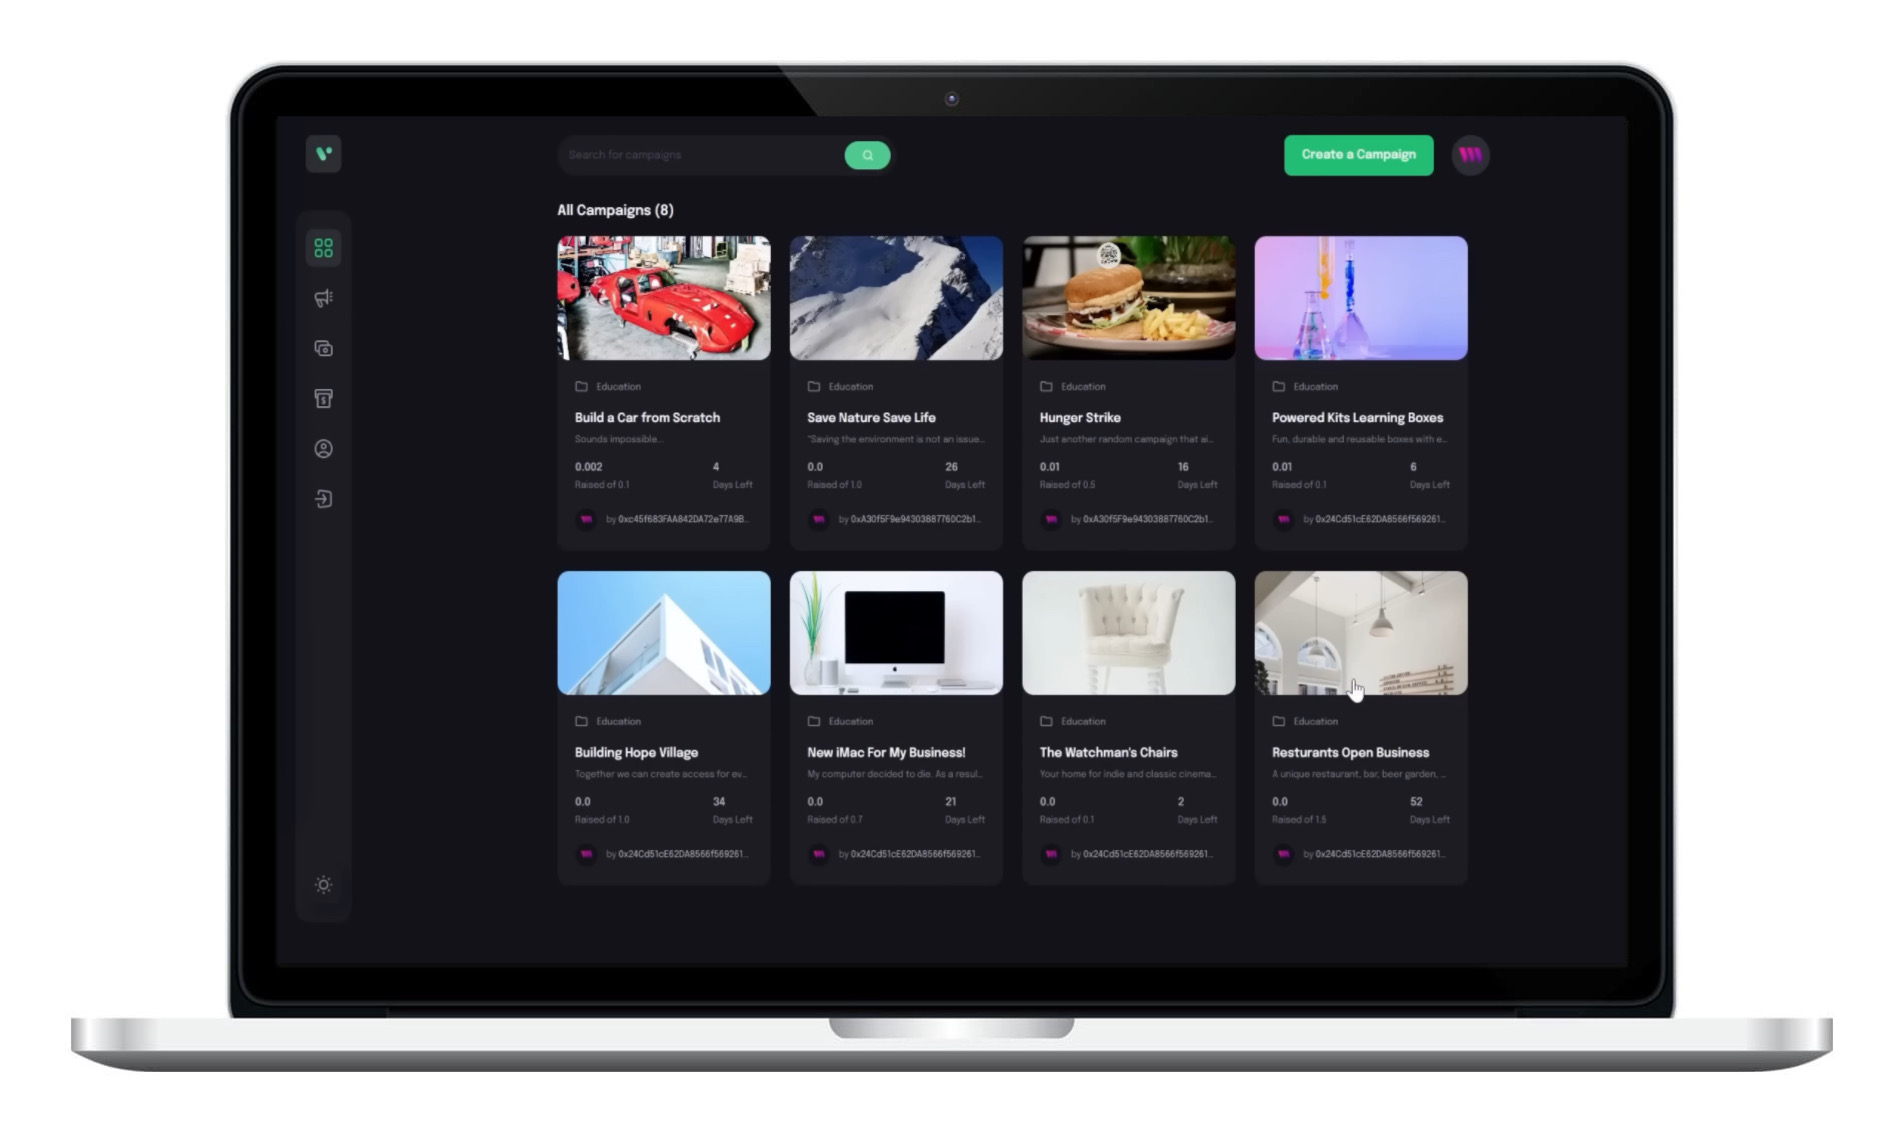 Search for campaigns
Create a Campaign
All Campaigns (8)
Education
Build a Car from Scratch
Sounds impossible...
0.002
4
Raised of 0.1
Days Left
by 0xc45f683FAA842DA72e77A9B...
Education
Save Nature Save Life
"Saving the environment is not an issue...
0.0
26
Raised of 1.0
Days Left
by 0xA30f5F9e94303887760C2b1...
Education
Hunger Strike
Just another random campaign that ai...
0.01
16
Raised of 0.5
Days Left
by 0xA30f5F9e94303887760C2b1...
Education
Powered Kits Learning Boxes
Fun, durable and reusable boxes with e...
0.01
6
Raised of 0.1
Days Left
by 0x24Cd51cE62DA8566f569261...
Education
Building Hope Village
Together we can create access for ev...
0.0
34
Raised of 1.0
Days Left
by 0x24Cd51cE62DA8566f569261...
Education
New iMac For My Business!
My computer decided to die. As a resul...
0.0
21
Raised of 0.7
Days Left
by 0x24Cd51cE62DA8566f569261...
Education
The Watchman's Chairs
Your home for indie and classic cinema...
0.0
2
Raised of 0.1
Days Left
by 0x24Cd51cE62DA8566f569261...
Education
Resturants Open Business
A unique restaurant, bar, beer garden, ...
0.0
52
Raised of 1.5
Days Left
by 0x24Cd51cE62DA8566f569261...